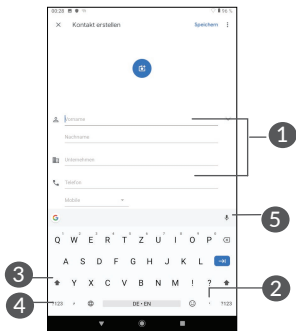 03:28 96 %
× Kontakt erstellen Speichern
Vorname
Nachname
1
Unternehmen
Telefon
Mobile
G 5
Q W E R T Z U I O P
A S D F G H J K L
3 Y X C V B N M ! ? 2
4 ?123 DE • EN . ?123